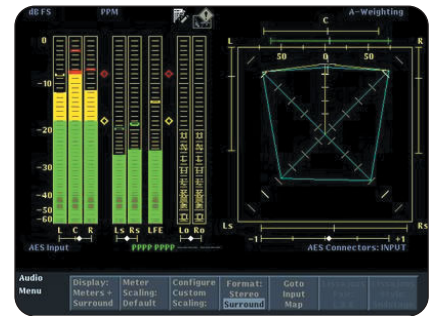 dB FS PPM A-Weighting
C
L R
50 0 50
0
-10
-20
-30
-40
-50
-60
UNLINKED UNLINKED
L C R Ls Rs LFE Lo Ro
Ls Rs
-1 +1
AES Input PPPP PPPP AES Connectors: INPUT
Audio
Menu
Display:
Meters +
Surround
Meter
Scaling:
Default
Configure
Custom
Scaling:
Format:
Stereo
Surround
Goto
Input
Map